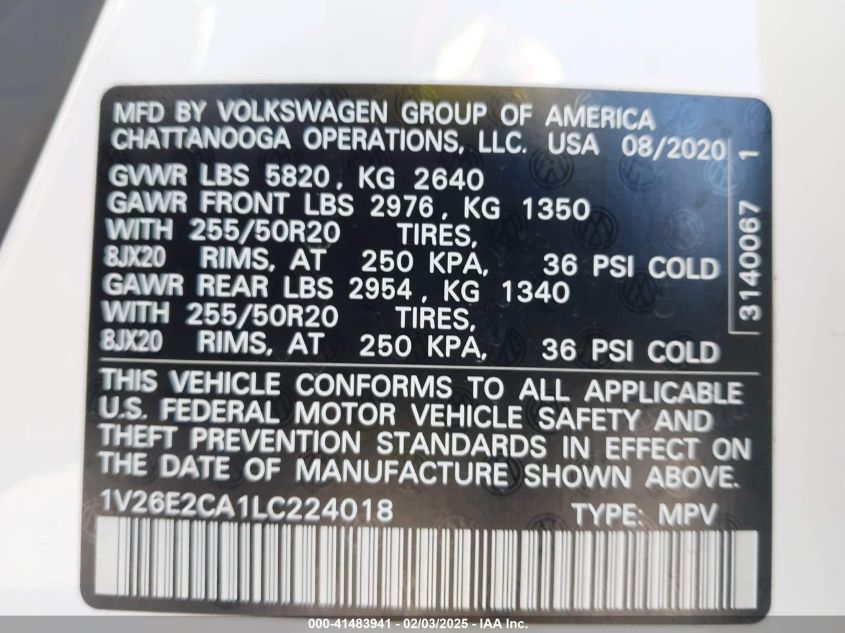 MFD BY VOLKSWAGEN GROUP OF AMERICA
CHATTANOOGA OPERATIONS, LLC. USA 08/2020
GVWR LBS 5820, KG 2640
GAWR FRONT LBS 2976, KG 1350
WITH 255/50R20 TIRES,
8JX20 RIMS, AT 250 KPA, 36 PSI COLD
GAWR REAR LBS 2954, KG 1340
WITH 255/50R20 TIRES,
8JX20 RIMS, AT 250 KPA, 36 PSI COLD
3140067 1
THIS VEHICLE CONFORMS TO ALL APPLICABLE
U.S. FEDERAL MOTOR VEHICLE SAFETY AND
THEFT PREVENTION STANDARDS IN EFFECT ON
THE DATE OF MANUFACTURE SHOWN ABOVE.
1V26E2CA1LC224018 TYPE: MPV
000-41483941 - 02/03/2025 - IAA Inc.